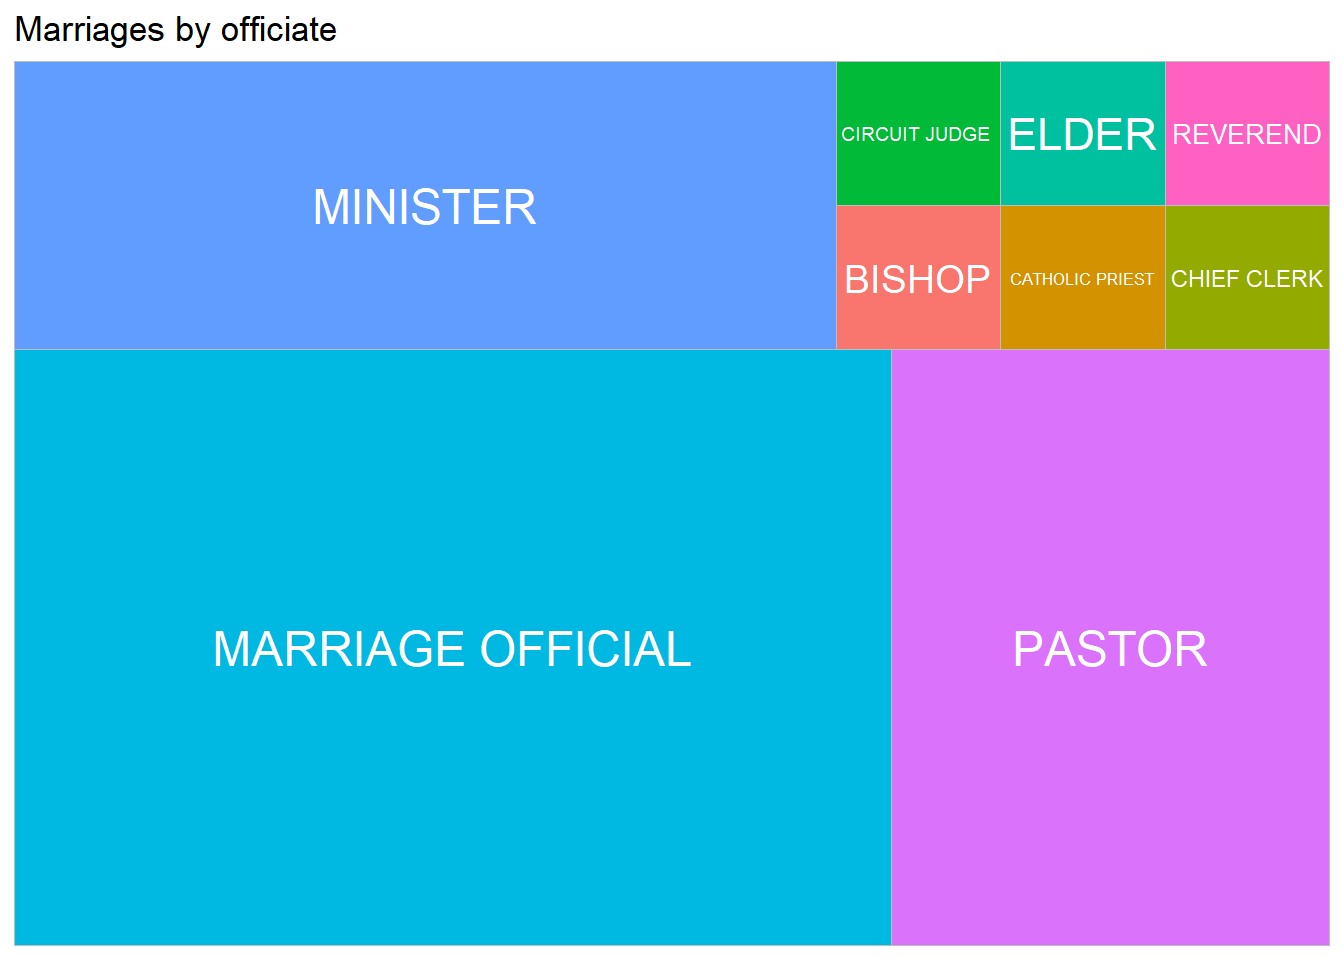 Marriages by officiate
MINISTER
CIRCUIT JUDGE
ELDER
REVEREND
BISHOP
CATHOLIC PRIEST
CHIEF CLERK
MARRIAGE OFFICIAL
PASTOR